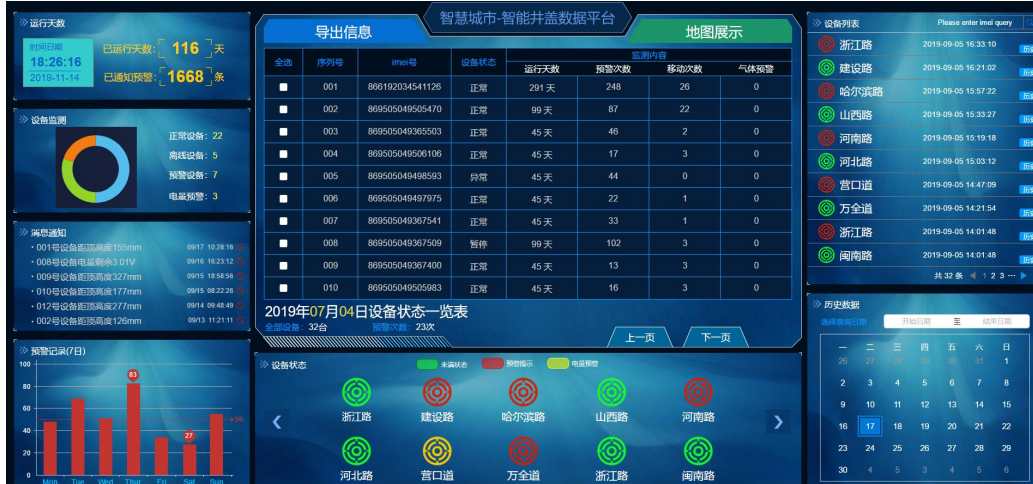 智慧城市-智能井盖数据平台
运行天数
时间日期
18:26:16
2019-11-14
已运行天数: 116 天
已通知预警: 1668 条
设备监测
正常设备: 22
离线设备: 5
预警设备: 7
电量预警: 3
消息通知
·001号设备距顶高度155mm 09/17 10:28:16
·008号设备电量剩余3.01V 09/16 16:23:12
·009号设备距顶高度327mm 09/15 18:58:56
·010号设备距顶高度177mm 09/15 08:22:26
·012号设备距顶高度277mm 09/14 09:48:49
·002号设备距顶高度126mm 09/13 11:21:11
预警记录(7日)
100
80
60
40
20
0
83
27
50
Mon Tue Wed Thur Fri Sat Sun
导出信息
地图展示
全选 序列号 imei号 设备状态 监测内容
运行天数 预警次数 移动次数 气体预警
001 866192034541126 正常 291 天 248 26 0
002 869505049505470 正常 99 天 87 22 0
003 869505049365503 正常 45 天 46 2 0
004 869505049506106 正常 45 天 17 3 0
005 869505049498593 异常 45 天 44 0 0
006 869505049497975 正常 45 天 22 1 0
007 869505049367541 正常 45 天 33 1 0
008 869505049367509 暂停 99 天 102 3 0
009 869505049367400 正常 45 天 13 3 0
010 869505049505983 正常 45 天 16 3 0
2019年07月04日设备状态一览表
全部设备: 32台 预警次数: 23次
上一页
下一页
设备状态
未满状态 预警提示 电量预警
浙江路 建设路 哈尔滨路 山西路 河南路
河北路 营口道 万全道 浙江路 闽南路
设备列表
Please enter imei query
浙江路 2019-09-05 16:33:10
建设路 2019-09-05 16:21:02
哈尔滨路 2019-09-05 15:57:22
山西路 2019-09-05 15:33:27
河南路 2019-09-05 15:19:18
河北路 2019-09-05 15:03:12
营口道 2019-09-05 14:47:09
万全道 2019-09-05 14:21:54
浙江路 2019-09-05 14:01:48
闽南路 2019-09-05 14:01:48
共 32 条 1 2 3 ···
历史数据
选择查询日期 开始日期 至 结束日期
一 二 三 四 五 六 日
26 27 28 29 30 31 1
2 3 4 5 6 7 8
9 10 11 12 13 14 15
16 17 18 19 20 21 22
23 24 25 26 27 28 29
30 4 5 3 4 5 6